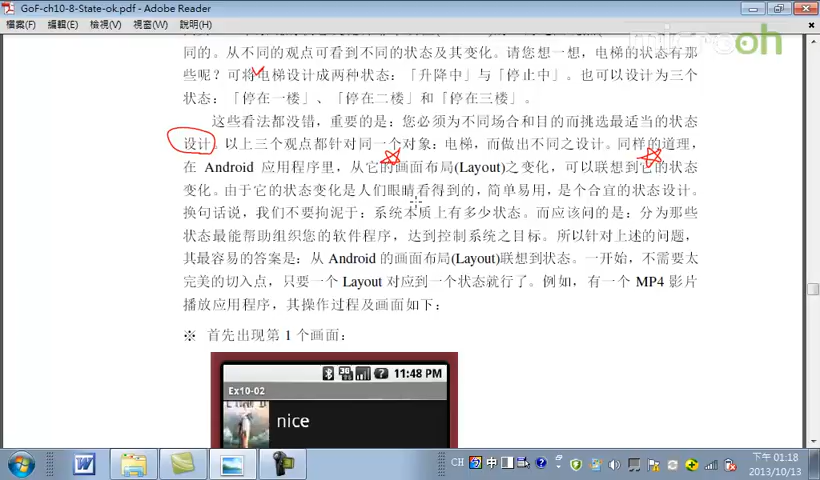 GoF-ch10-8-State-ok.pdf - Adobe Reader
檔案(F) 編輯(E) 檢視(V) 視窗(W) 說明(H)
microoh
同的。从不同的观点可看到不同的状态及其变化。请您想一想，电梯的状态有那
些呢？可将电梯设计成两种状态：「升降中」与「停止中」。也可以设计为三个
状态：「停在一楼」、「停在二楼」和「停在三楼」。
这些看法都没错，重要的是：您必须为不同场合和目的而挑选最适当的状态
设计。以上三个观点都针对同一个对象：电梯，而做出不同之设计。同样的道理，
在 Android 应用程序里，从它的画面布局(Layout)之变化，可以联想到它的状态
变化。由于它的状态变化是人们眼睛看得到的，简单易用，是个合宜的状态设计。
换句话说，我们不要拘泥于：系统本质上有多少状态。而应该问的是：分为那些
状态最能帮助组织您的软件程序，达到控制系统之目标。所以针对上述的问题，
其最容易的答案是：从 Android 的画面布局(Layout)联想到状态。一开始，不需要太
完美的切入点，只要一个 Layout 对应到一个状态就行了。例如，有一个 MP4 影片
播放应用程序，其操作过程及画面如下：
※ 首先出现第 1 个画面：
11:48 PM
Ex10-02
nice
CH 中
下午 01:18
2013/10/13